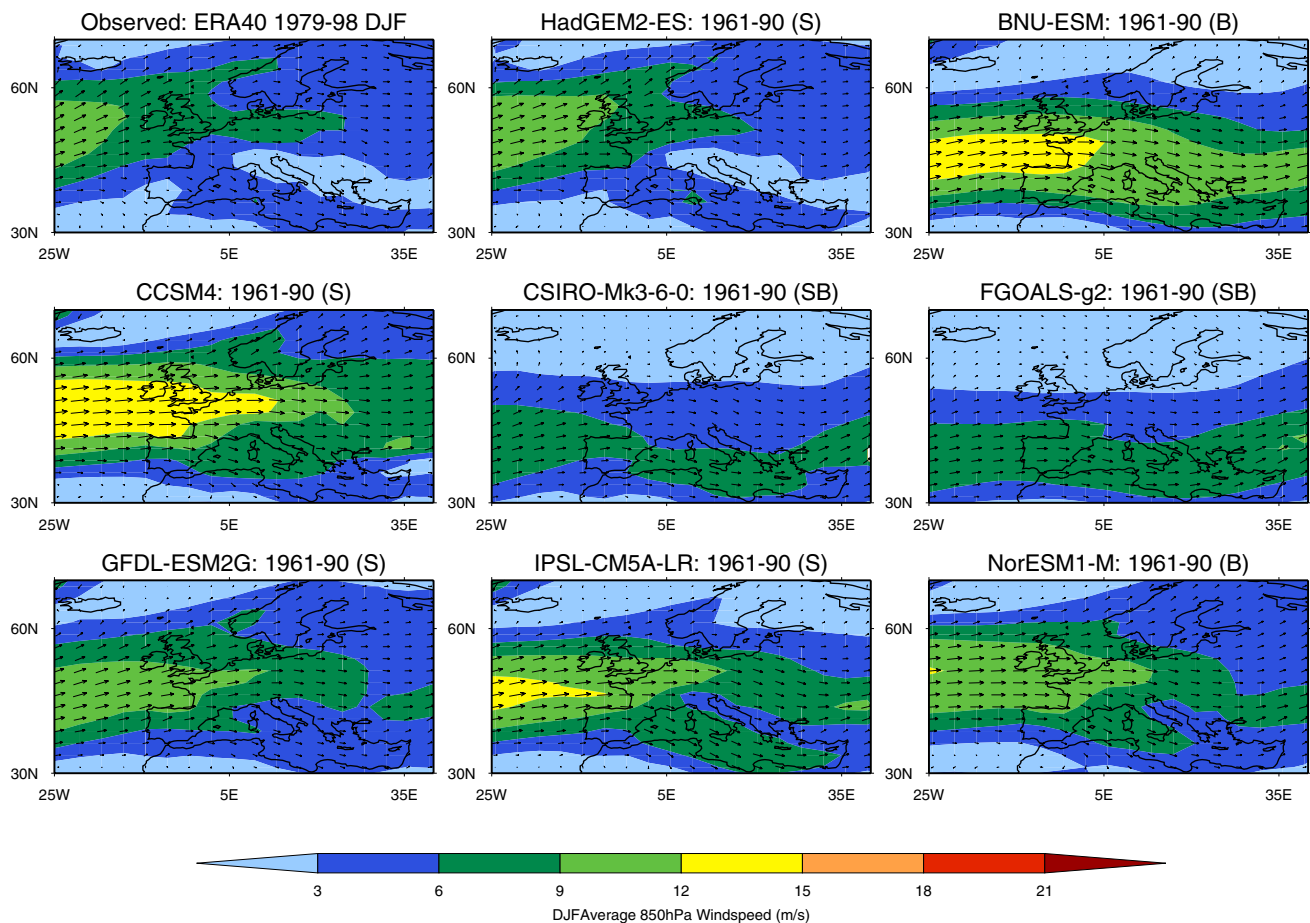 Observed: ERA40 1979-98 DJF
HadGEM2-ES: 1961-90 (S)
BNU-ESM: 1961-90 (B)
60N
60N
60N
30N
30N
30N
25W 5E 35E
25W 5E 35E
25W 5E 35E
CCSM4: 1961-90 (S)
CSIRO-Mk3-6-0: 1961-90 (SB)
FGOALS-g2: 1961-90 (SB)
60N
60N
60N
30N
30N
30N
25W 5E 35E
25W 5E 35E
25W 5E 35E
GFDL-ESM2G: 1961-90 (S)
IPSL-CM5A-LR: 1961-90 (S)
NorESM1-M: 1961-90 (B)
60N
60N
60N
30N
30N
30N
25W 5E 35E
25W 5E 35E
25W 5E 35E
3 6 9 12 15 18 21
DJFAverage 850hPa Windspeed (m/s)